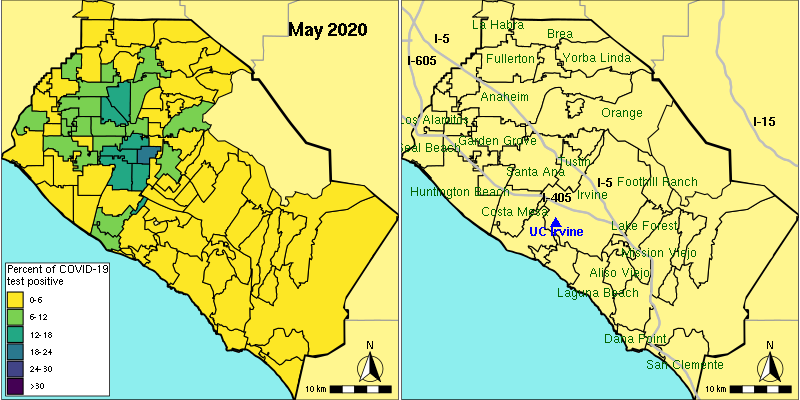 May 2020
Percent of COVID-19
test positive
0-6
6-12
12-18
18-24
24-30
>30
N
10 km
La Habra
Brea
I-5
I-605
Fullerton
Yorba Linda
Anaheim
Orange
I-15
Los Alamitos
Garden Grove
Seal Beach
Tustin
Santa Ana
I-5
Foothill Ranch
Huntington Beach
I-405
Irvine
Costa Mesa
UC Irvine
Lake Forest
Mission Viejo
Aliso Viejo
Laguna Beach
Dana Point
San Clemente
N
10 km